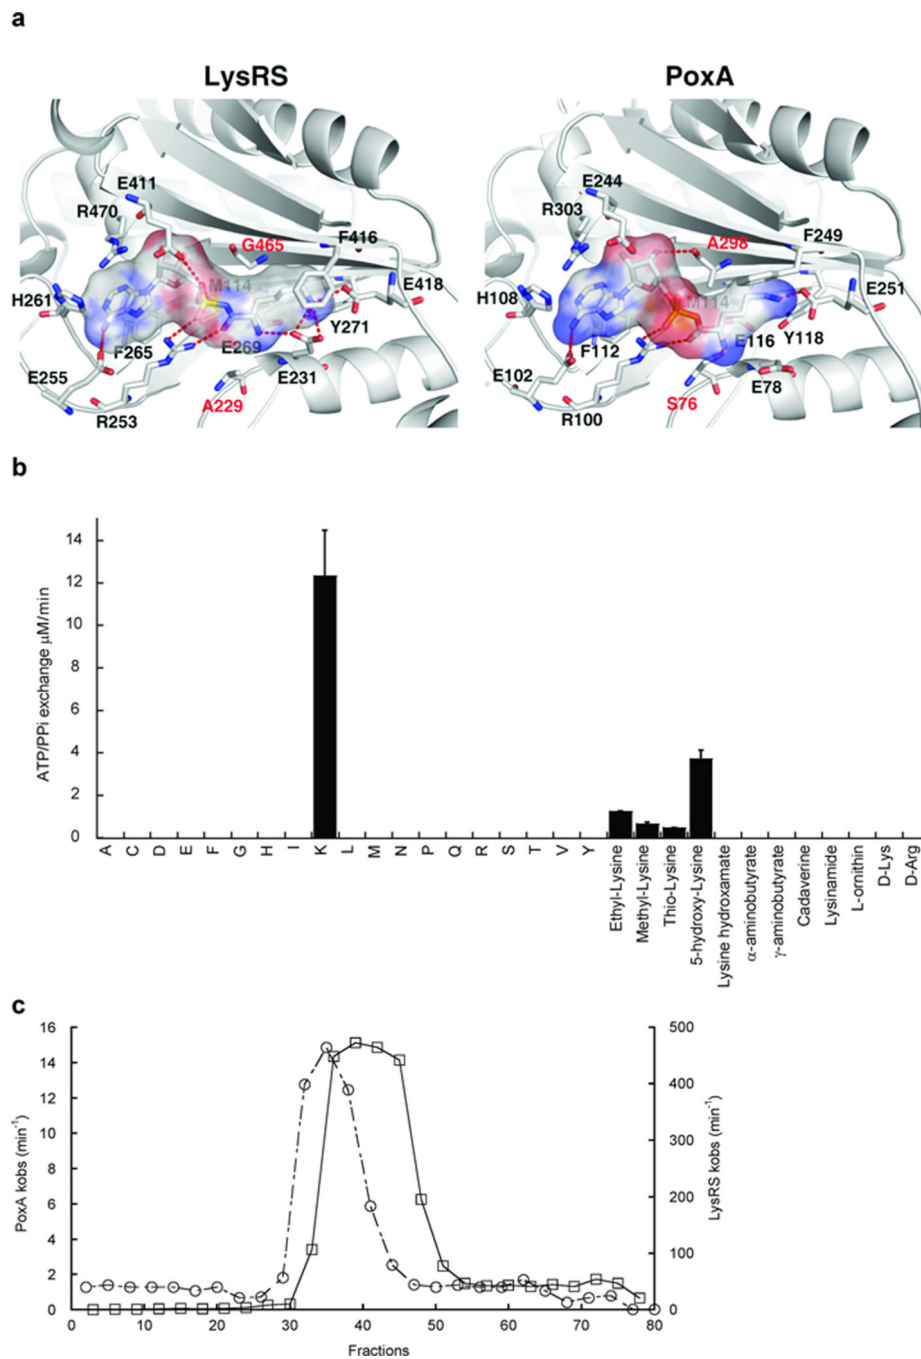 a
LysRS
PoxA
E411
R470
G465
F416
M114
E418
H261
F265
E269
Y271
E231
E255
A229
R253
E244
R303
A298
F249
M114
E251
H108
F112
E116
Y118
E102
E78
S76
R100
b
ATP/PPi exchange µM/min
14
12
10
8
6
4
2
0
A
C
D
E
F
G
H
I
K
L
M
N
P
Q
R
S
T
V
Y
Ethyl-Lysine
Methyl-Lysine
Thio-Lysine
5-hydroxy-Lysine
Lysine hydroxamate
α-aminobutyrate
γ-aminobutyrate
Cadaverine
Lysinamide
L-ornithin
D-Lys
D-Arg
c
PoxA kobs (min⁻¹)
16
14
12
10
8
6
4
2
0
LysRS kobs (min⁻¹)
500
400
300
200
100
0
0 10 20 30 40 50 60 70 80
Fractions